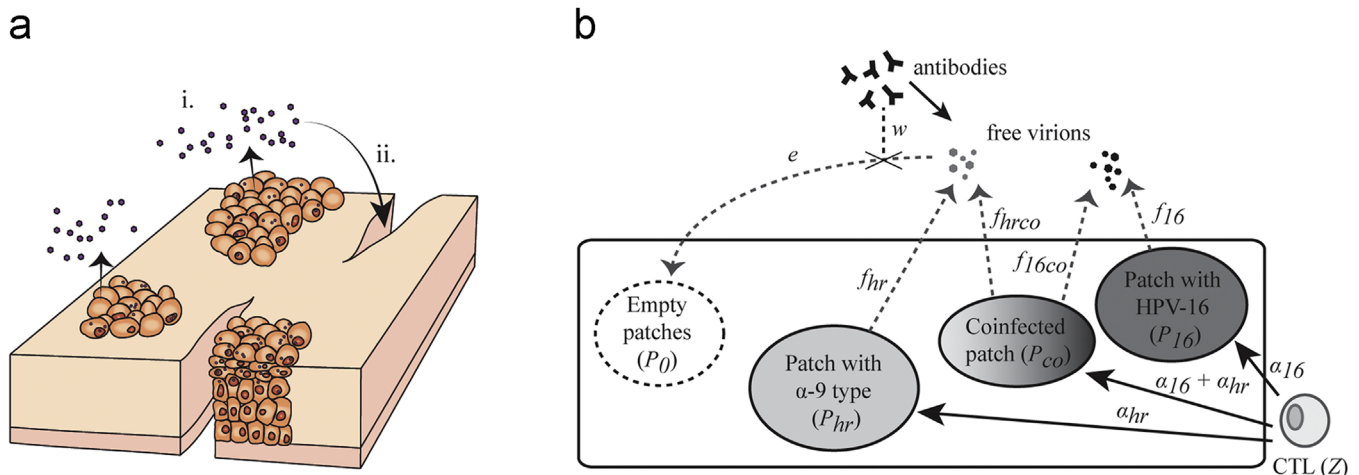 a
b
i.
ii.
antibodies
w
free virions
e
f16
fhrco
f16co
fhr
Empty
patches
(P0)
Patch with
α-9 type
(Phr)
Coinfected
patch (Pco)
Patch with
HPV-16
(P16)
α16
α16 + αhr
αhr
CTL (Z)